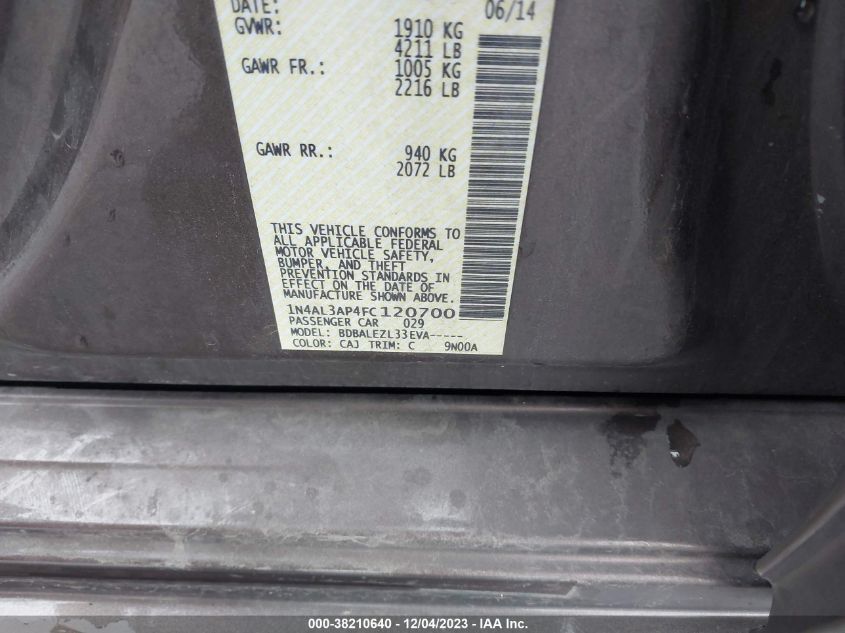 DATE: 06/14
GVWR: 1910 KG
4211 LB
GAWR FR.: 1005 KG
2216 LB
GAWR RR.: 940 KG
2072 LB
THIS VEHICLE CONFORMS TO
ALL APPLICABLE FEDERAL
MOTOR VEHICLE SAFETY,
BUMPER, AND THEFT
PREVENTION STANDARDS IN
EFFECT ON THE DATE OF
MANUFACTURE SHOWN ABOVE.
1N4AL3AP4FC120700
PASSENGER CAR 029
MODEL: BDBALEZL33EVA-----
COLOR: CAJ TRIM: C 9N00A
000-38210640 - 12/04/2023 - IAA Inc.